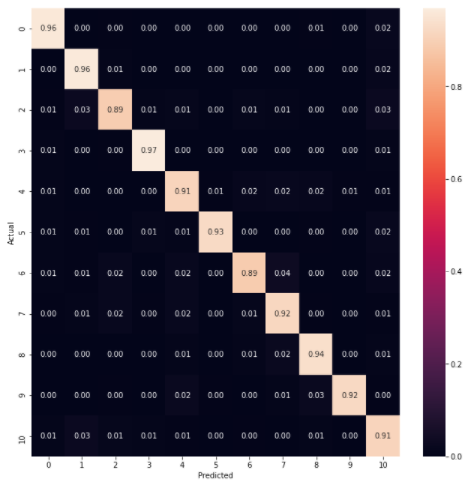 0 0.96 0.00 0.00 0.00 0.00 0.00 0.00 0.00 0.01 0.00 0.02
1 0.00 0.96 0.01 0.00 0.00 0.00 0.00 0.00 0.00 0.00 0.02
2 0.01 0.03 0.89 0.01 0.01 0.00 0.01 0.01 0.00 0.00 0.03
3 0.01 0.00 0.00 0.97 0.00 0.00 0.00 0.00 0.00 0.00 0.01
4 0.00 0.01 0.00 0.00 0.91 0.01 0.02 0.02 0.02 0.01 0.01
5 0.01 0.01 0.00 0.01 0.01 0.93 0.00 0.00 0.00 0.00 0.02
6 0.01 0.01 0.02 0.00 0.02 0.00 0.89 0.04 0.00 0.00 0.02
7 0.00 0.01 0.02 0.00 0.02 0.00 0.01 0.92 0.00 0.00 0.01
8 0.00 0.00 0.00 0.00 0.01 0.00 0.01 0.02 0.94 0.00 0.01
9 0.00 0.00 0.00 0.00 0.02 0.00 0.00 0.01 0.03 0.92 0.00
10 0.01 0.03 0.01 0.01 0.01 0.00 0.00 0.01 0.01 0.00 0.91
0 1 2 3 4 5 6 7 8 9 10
Predicted
Actual
0.8
0.6
0.4
0.2
0.0